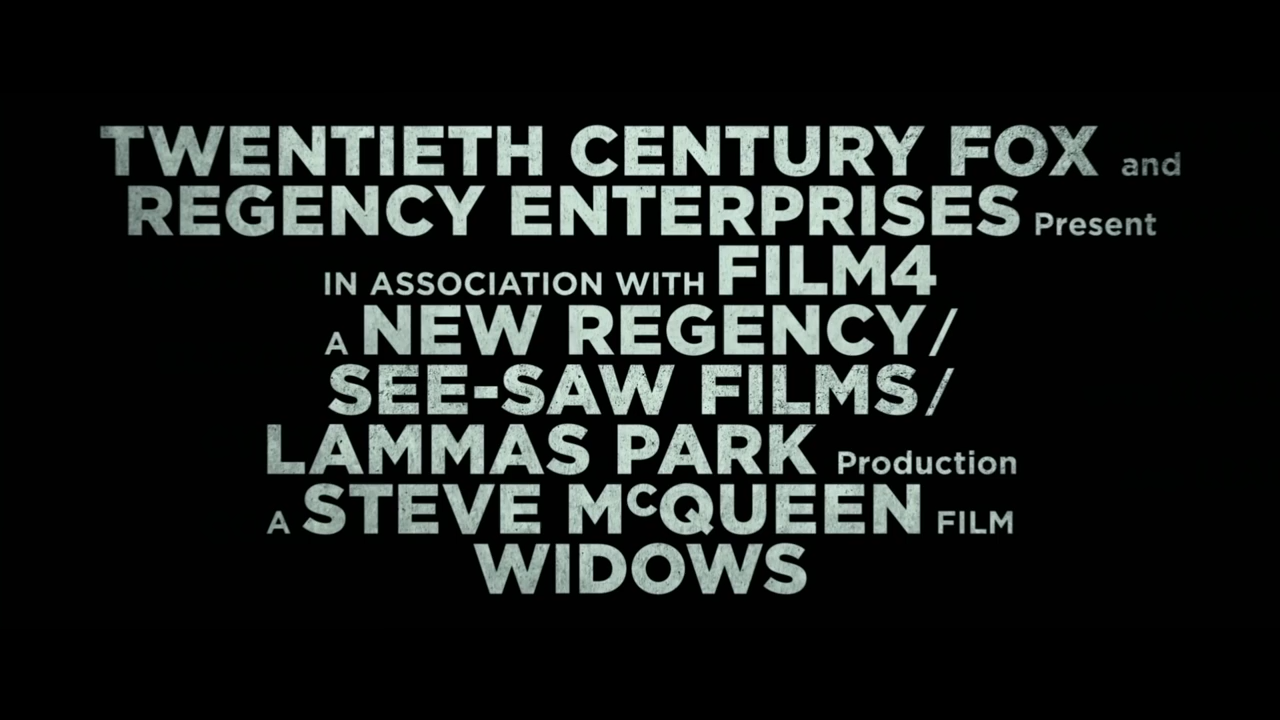 TWENTIETH CENTURY FOX and
REGENCY ENTERPRISES Present
IN ASSOCIATION WITH FILM4
A NEW REGENCY/
SEE-SAW FILMS/
LAMMAS PARK Production
A STEVE McQUEEN FILM
WIDOWS